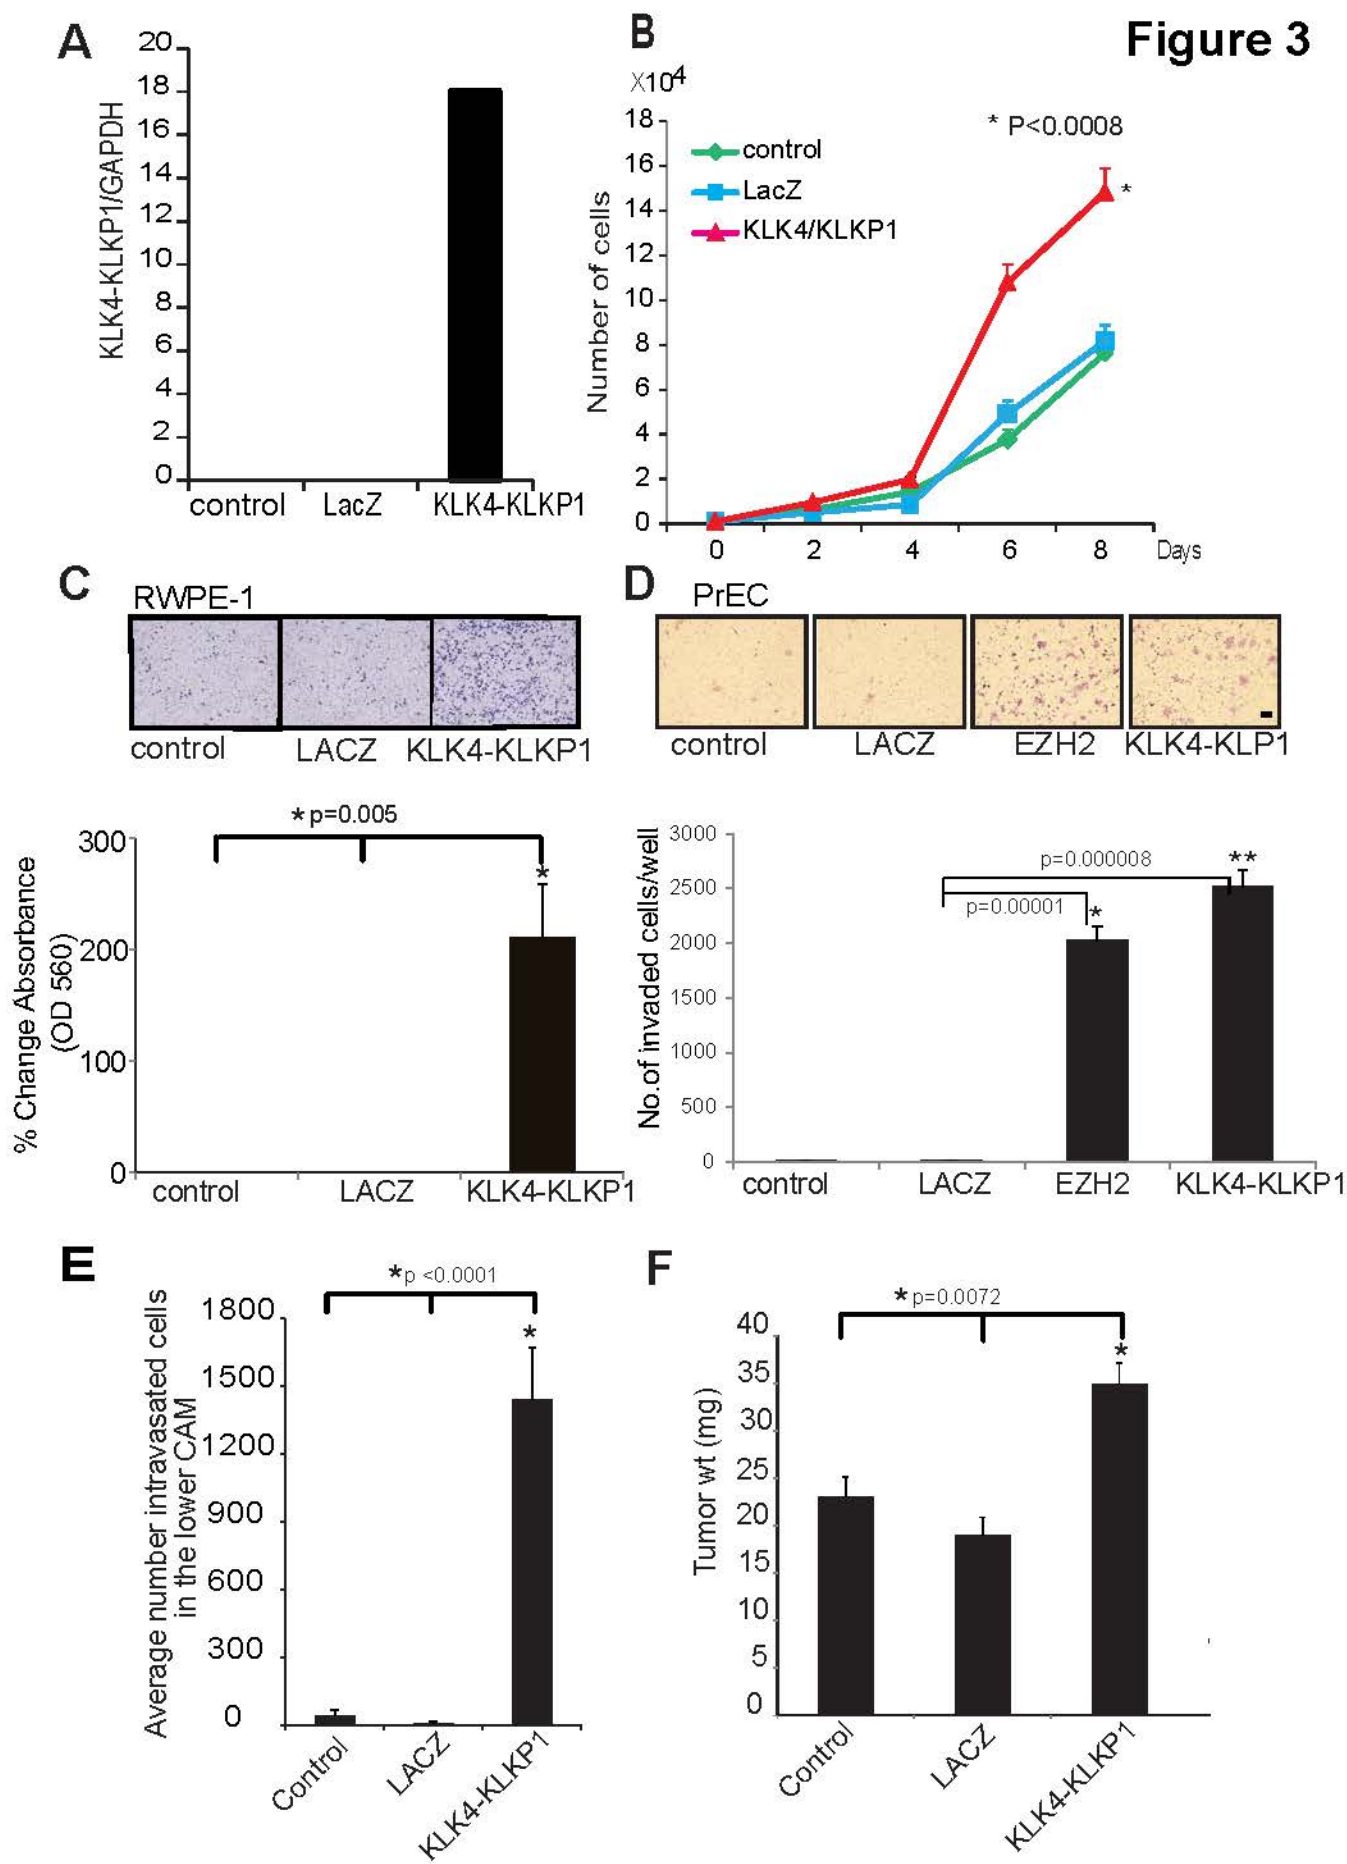 Figure 3
A
KLK4-KLKP1/GAPDH
20
18
16
14
12
10
8
6
4
2
0
control LacZ KLK4-KLKP1
B
X10⁴
Number of cells
18
16
14
12
10
8
6
4
2
0
* P<0.0008
control
LacZ
KLK4/KLKP1
*
0 2 4 6 8 Days
C
RWPE-1
control LACZ KLK4-KLKP1
* p=0.005
*
% Change Absorbance
(OD 560)
300
200
100
0
control LACZ KLK4-KLKP1
D
PrEC
control LACZ EZH2 KLK4-KLP1
No.of invaded cells/well
3000
2500
2000
1500
1000
500
0
p=0.000008 **
p=0.00001 *
control LACZ EZH2 KLK4-KLKP1
E
*p <0.0001
*
Average number intravasated cells
in the lower CAM
1800
1500
1200
900
600
300
0
Control LACZ KLK4-KLKP1
F
* p=0.0072
*
Tumor wt (mg)
40
35
30
25
20
15
10
5
0
Control LACZ KLK4-KLKP1